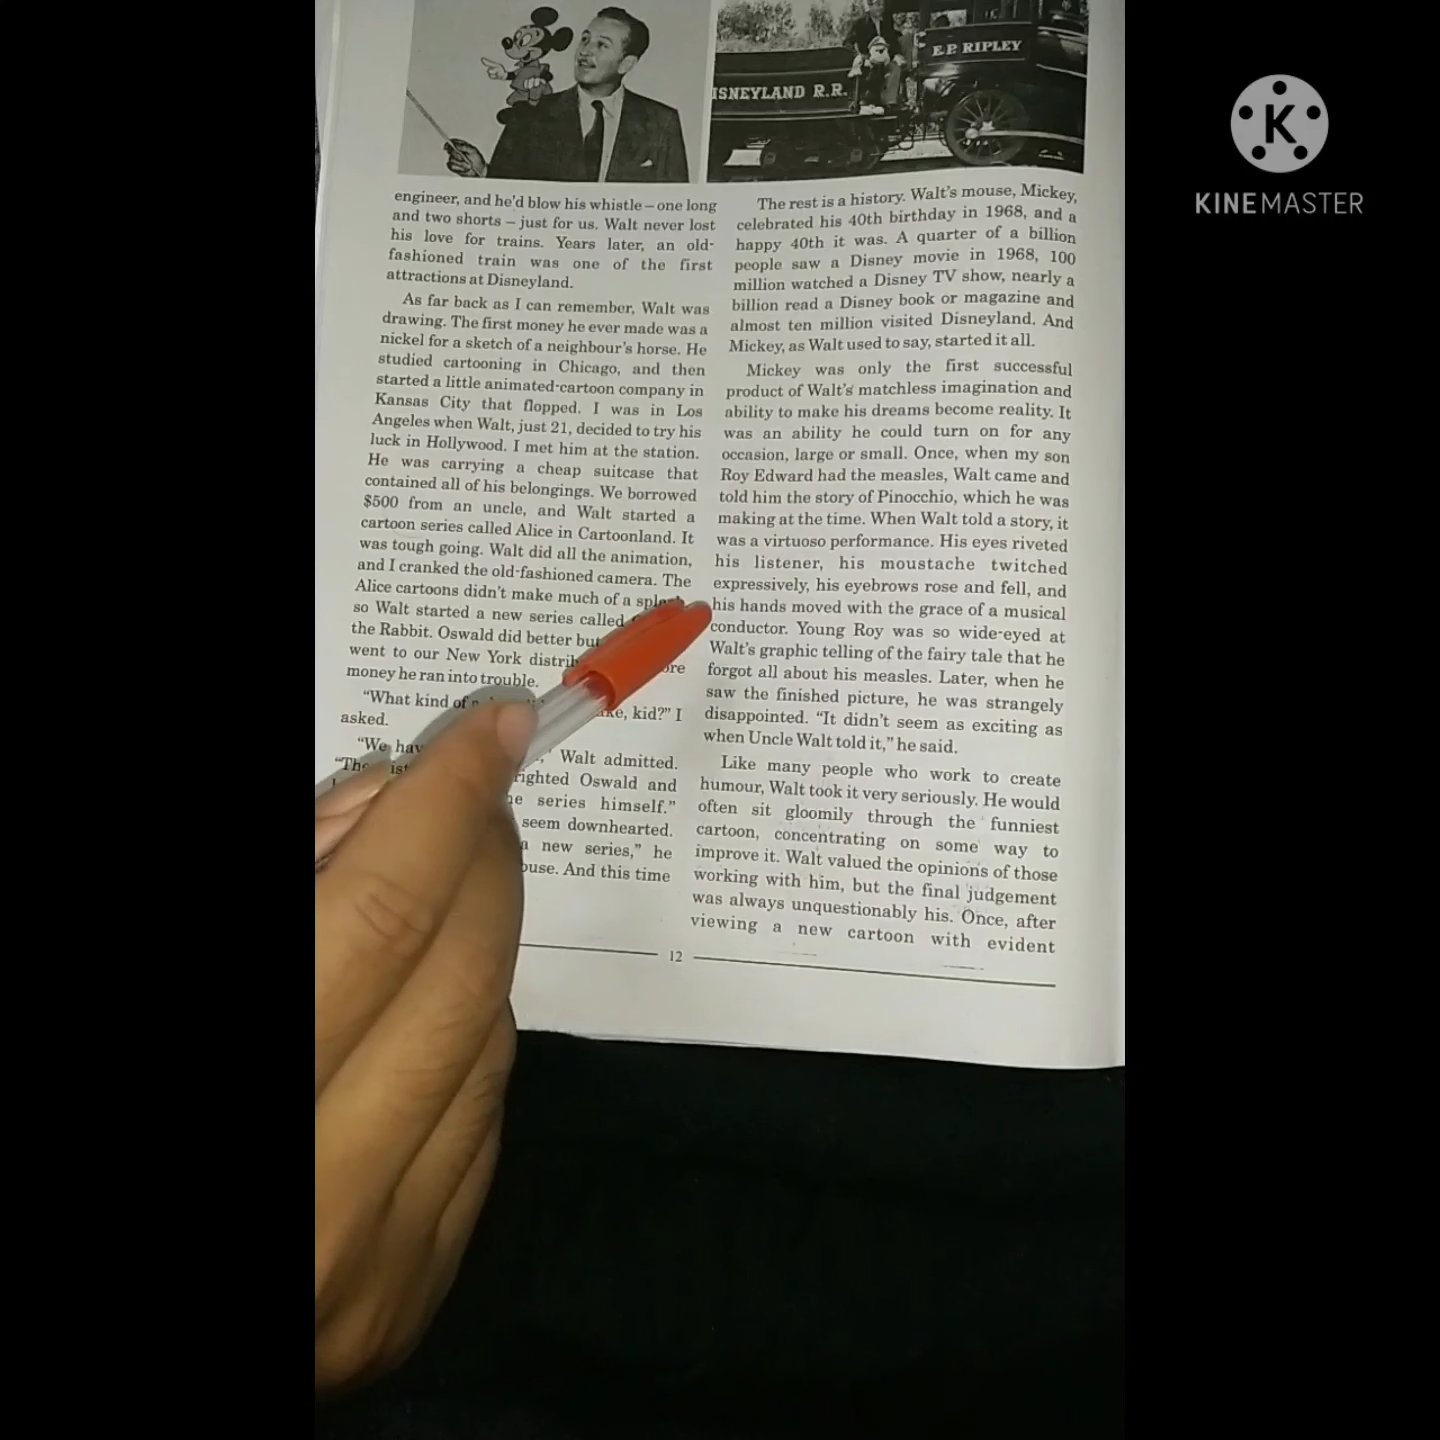 E.P. RIPLEY
ISNEYLAND R.R.
K
KINEMASTER
engineer, and he'd blow his whistle – one long
and two shorts – just for us. Walt never lost
his love for trains. Years later, an old-
fashioned train was one of the first
attractions at Disneyland.
As far back as I can remember, Walt was
drawing. The first money he ever made was a
nickel for a sketch of a neighbour's horse. He
studied cartooning in Chicago, and then
started a little animated-cartoon company in
Kansas City that flopped. I was in Los
Angeles when Walt, just 21, decided to try his
luck in Hollywood. I met him at the station.
He was carrying a cheap suitcase that
contained all of his belongings. We borrowed
$500 from an uncle, and Walt started a
cartoon series called Alice in Cartoonland. It
was tough going. Walt did all the animation,
and I cranked the old-fashioned camera. The
Alice cartoons didn't make much of a
so Walt started a new series called
the Rabbit. Oswald did better but
went to our New York
money he ran into trouble.
"What kind of kid?" I
asked.
"We Walt admitted.
Oswald and
series himself."
seem downhearted.
a new series," he
And this time
The rest is a history. Walt's mouse, Mickey,
celebrated his 40th birthday in 1968, and a
happy 40th it was. A quarter of a billion
people saw a Disney movie in 1968, 100
million watched a Disney TV show, nearly a
billion read a Disney book or magazine and
almost ten million visited Disneyland. And
Mickey, as Walt used to say, started it all.
Mickey was only the first successful
product of Walt's matchless imagination and
ability to make his dreams become reality. It
was an ability he could turn on for any
occasion, large or small. Once, when my son
Roy Edward had the measles, Walt came and
told him the story of Pinocchio, which he was
making at the time. When Walt told a story, it
was a virtuoso performance. His eyes riveted
his listener, his moustache twitched
expressively, his eyebrows rose and fell, and
his hands moved with the grace of a musical
conductor. Young Roy was so wide-eyed at
Walt's graphic telling of the fairy tale that he
forgot all about his measles. Later, when he
saw the finished picture, he was strangely
disappointed. "It didn't seem as exciting as
when Uncle Walt told it," he said.
Like many people who work to create
humour, Walt took it very seriously. He would
often sit gloomily through the funniest
cartoon, concentrating on some way to
improve it. Walt valued the opinions of those
working with him, but the final judgement
was always unquestionably his. Once, after
viewing a new cartoon with evident
12